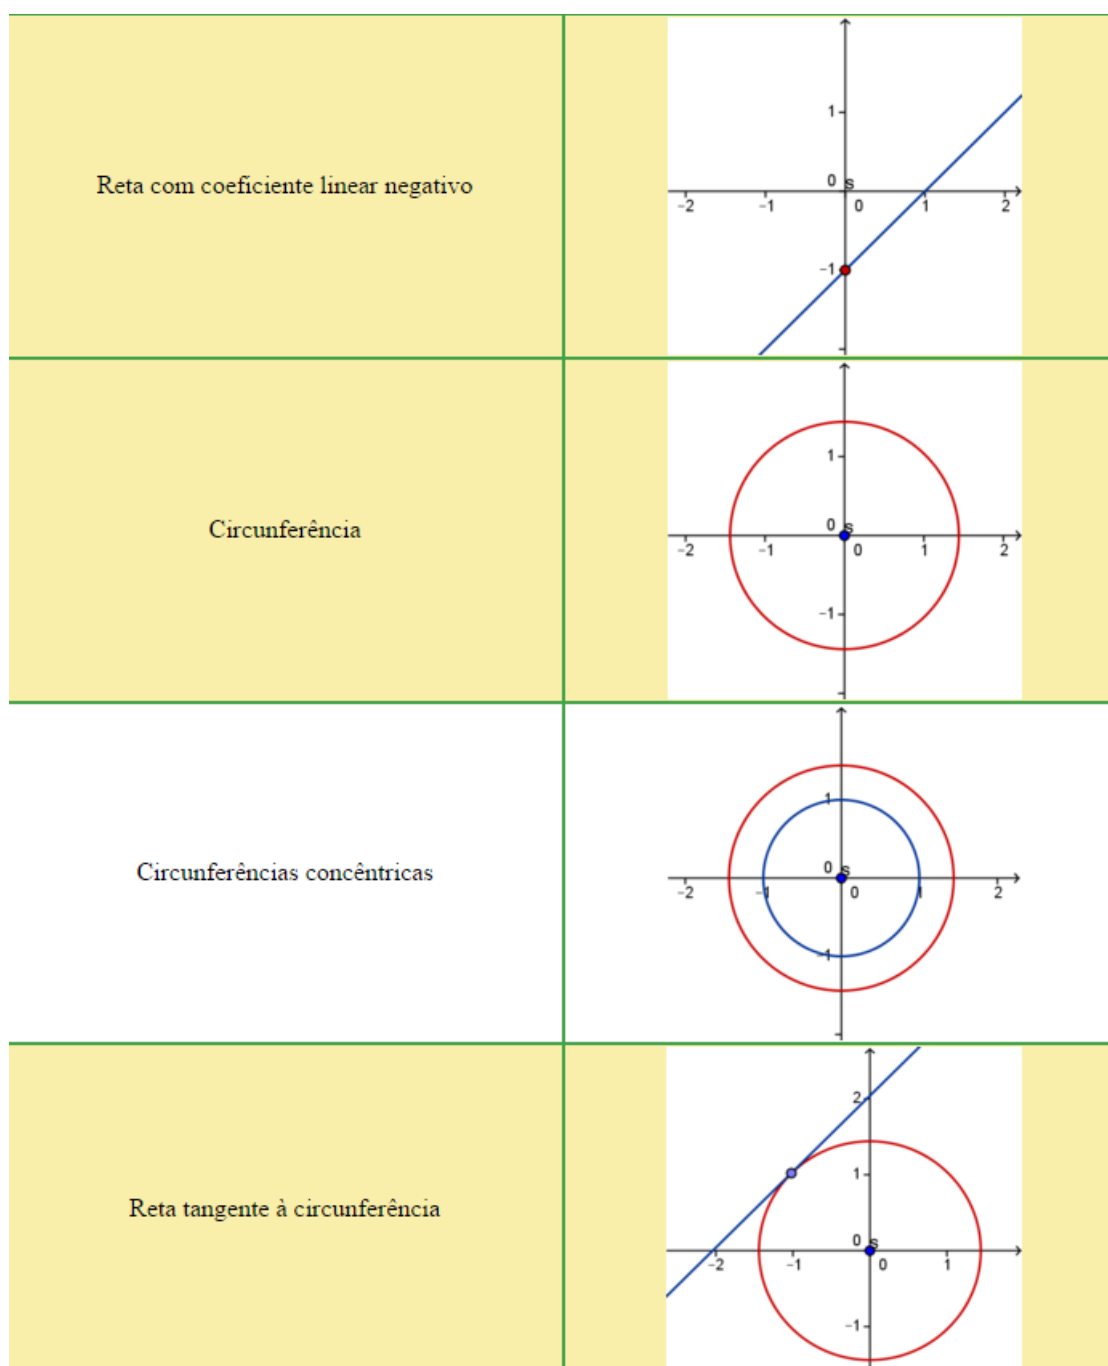 Reta com coeficiente linear negativo
1
0 s
−2 −1 0 1 2
−1
Circunferência
1
0 s
−2 −1 0 1 2
−1
Circunferências concêntricas
1
0 s
−2 −1 0 1 2
−1
Reta tangente à circunferência
2
1
0 s
−2 −1 0 1
−1